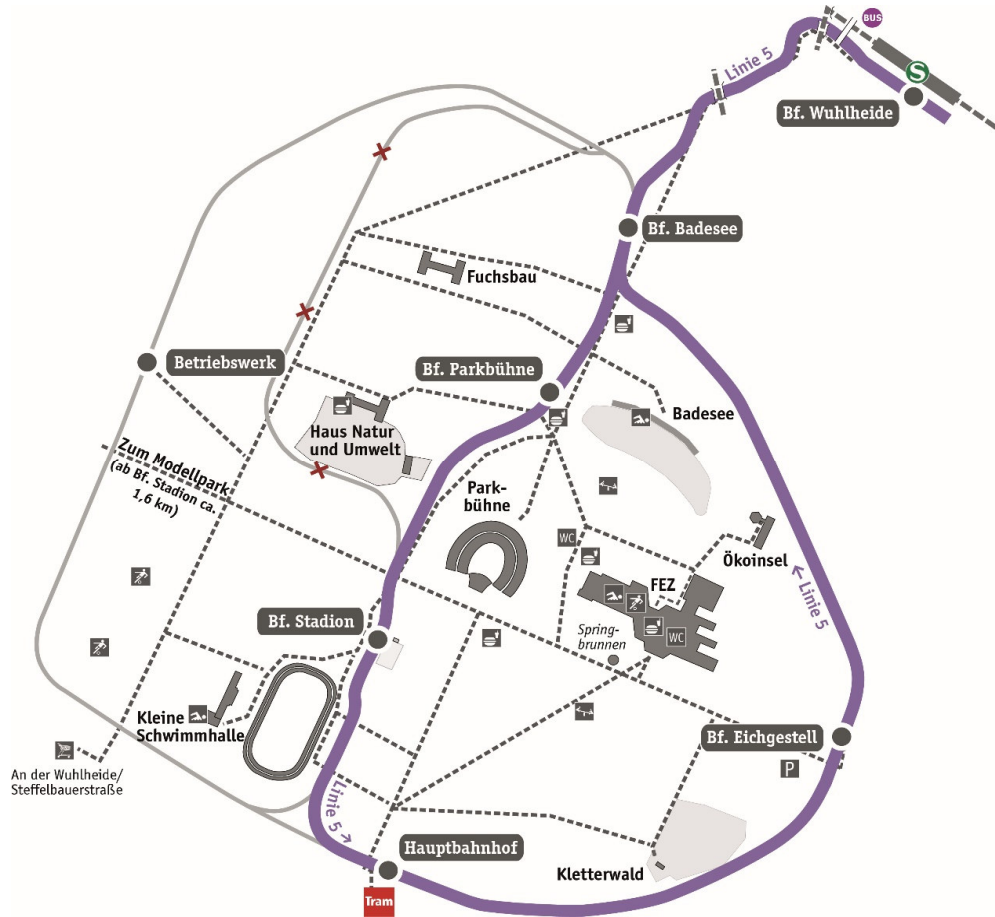 BUS
Linie 5
S
Bf. Wuhlheide
Bf. Badesee
Fuchsbau
Betriebswerk
Bf. Parkbühne
Badesee
Haus Natur
und Umwelt
Zum Modellpark
(ab Bf. Stadion ca.
1,6 km)
Park-
bühne
WC
Ökoinsel
FEZ
← Linie 5
Bf. Stadion
Spring-
brunnen
WC
Kleine
Schwimmhalle
Bf. Eichgestell
P
An der Wuhlheide/
Steffelbauerstraße
Linie 5 →
Hauptbahnhof
Kletterwald
Tram